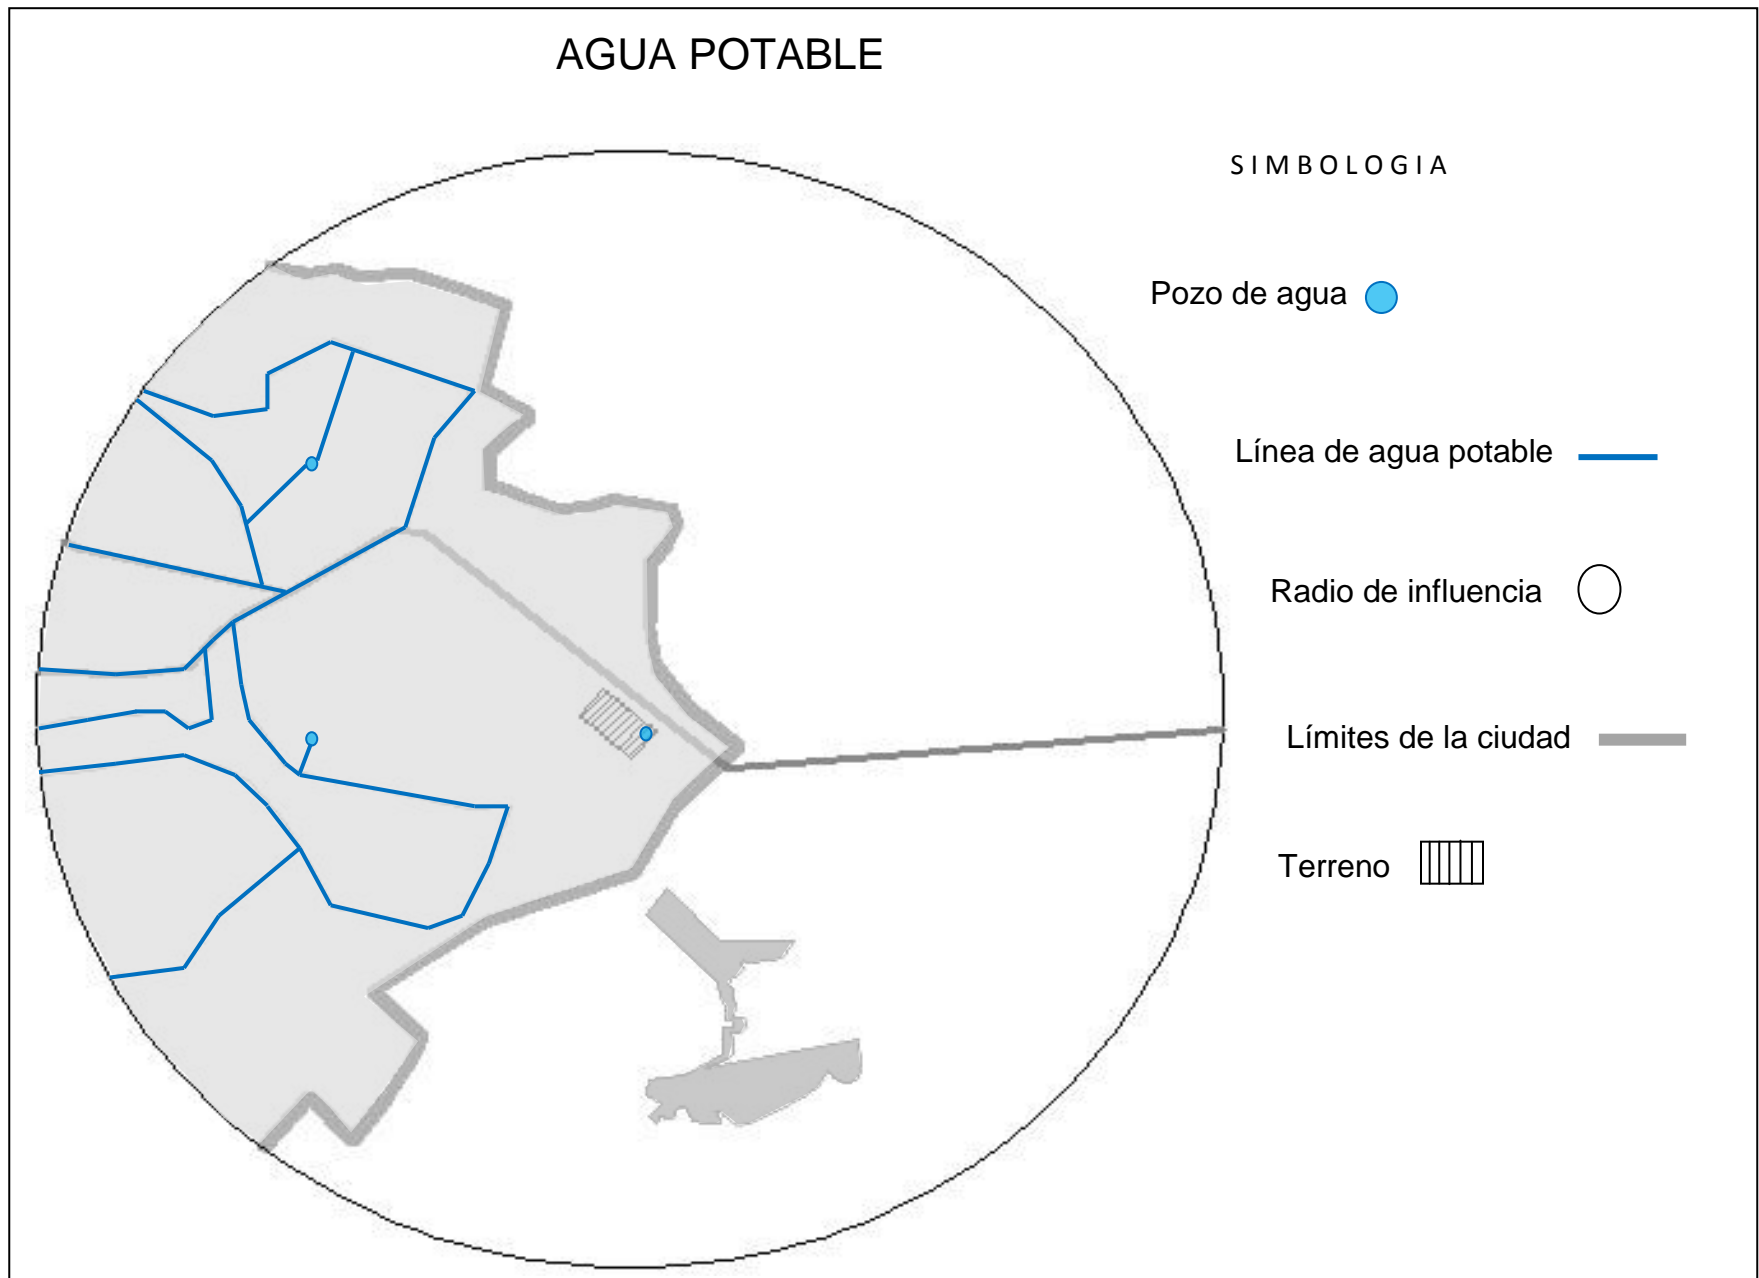 AGUA POTABLE
SIMBOLOGIA
Pozo de agua
Línea de agua potable
Radio de influencia
Límites de la ciudad
Terreno